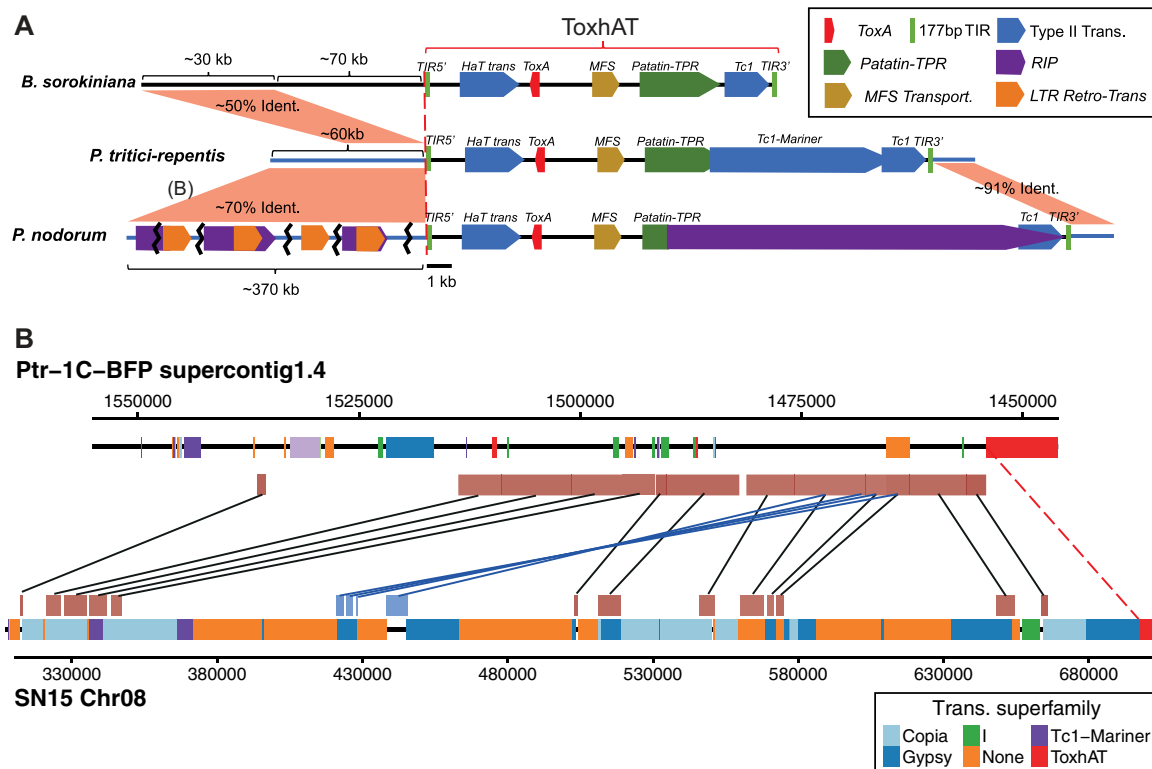 A
ToxhAT
ToxA
177bp TIR
Type II Trans.
Patatin-TPR
RIP
MFS Transport.
LTR Retro-Trans
~30 kb
~70 kb
B. sorokiniana
TIR5'
HaT trans
ToxA
MFS
Patatin-TPR
Tc1
TIR3'
~50% Ident.
~60kb
P. tritici-repentis
TIR5'
HaT trans
ToxA
MFS
Patatin-TPR
Tc1-Mariner
Tc1
TIR3'
(B)
~70% Ident.
~91% Ident.
P. nodorum
TIR5'
HaT trans
ToxA
MFS
Patatin-TPR
Tc1
TIR3'
~370 kb
1 kb
B
Ptr−1C−BFP supercontig1.4
1550000 1525000 1500000 1475000 1450000
330000 380000 430000 480000 530000 580000 630000 680000
SN15 Chr08
Trans. superfamily
Copia I Tc1−Mariner
Gypsy None ToxhAT